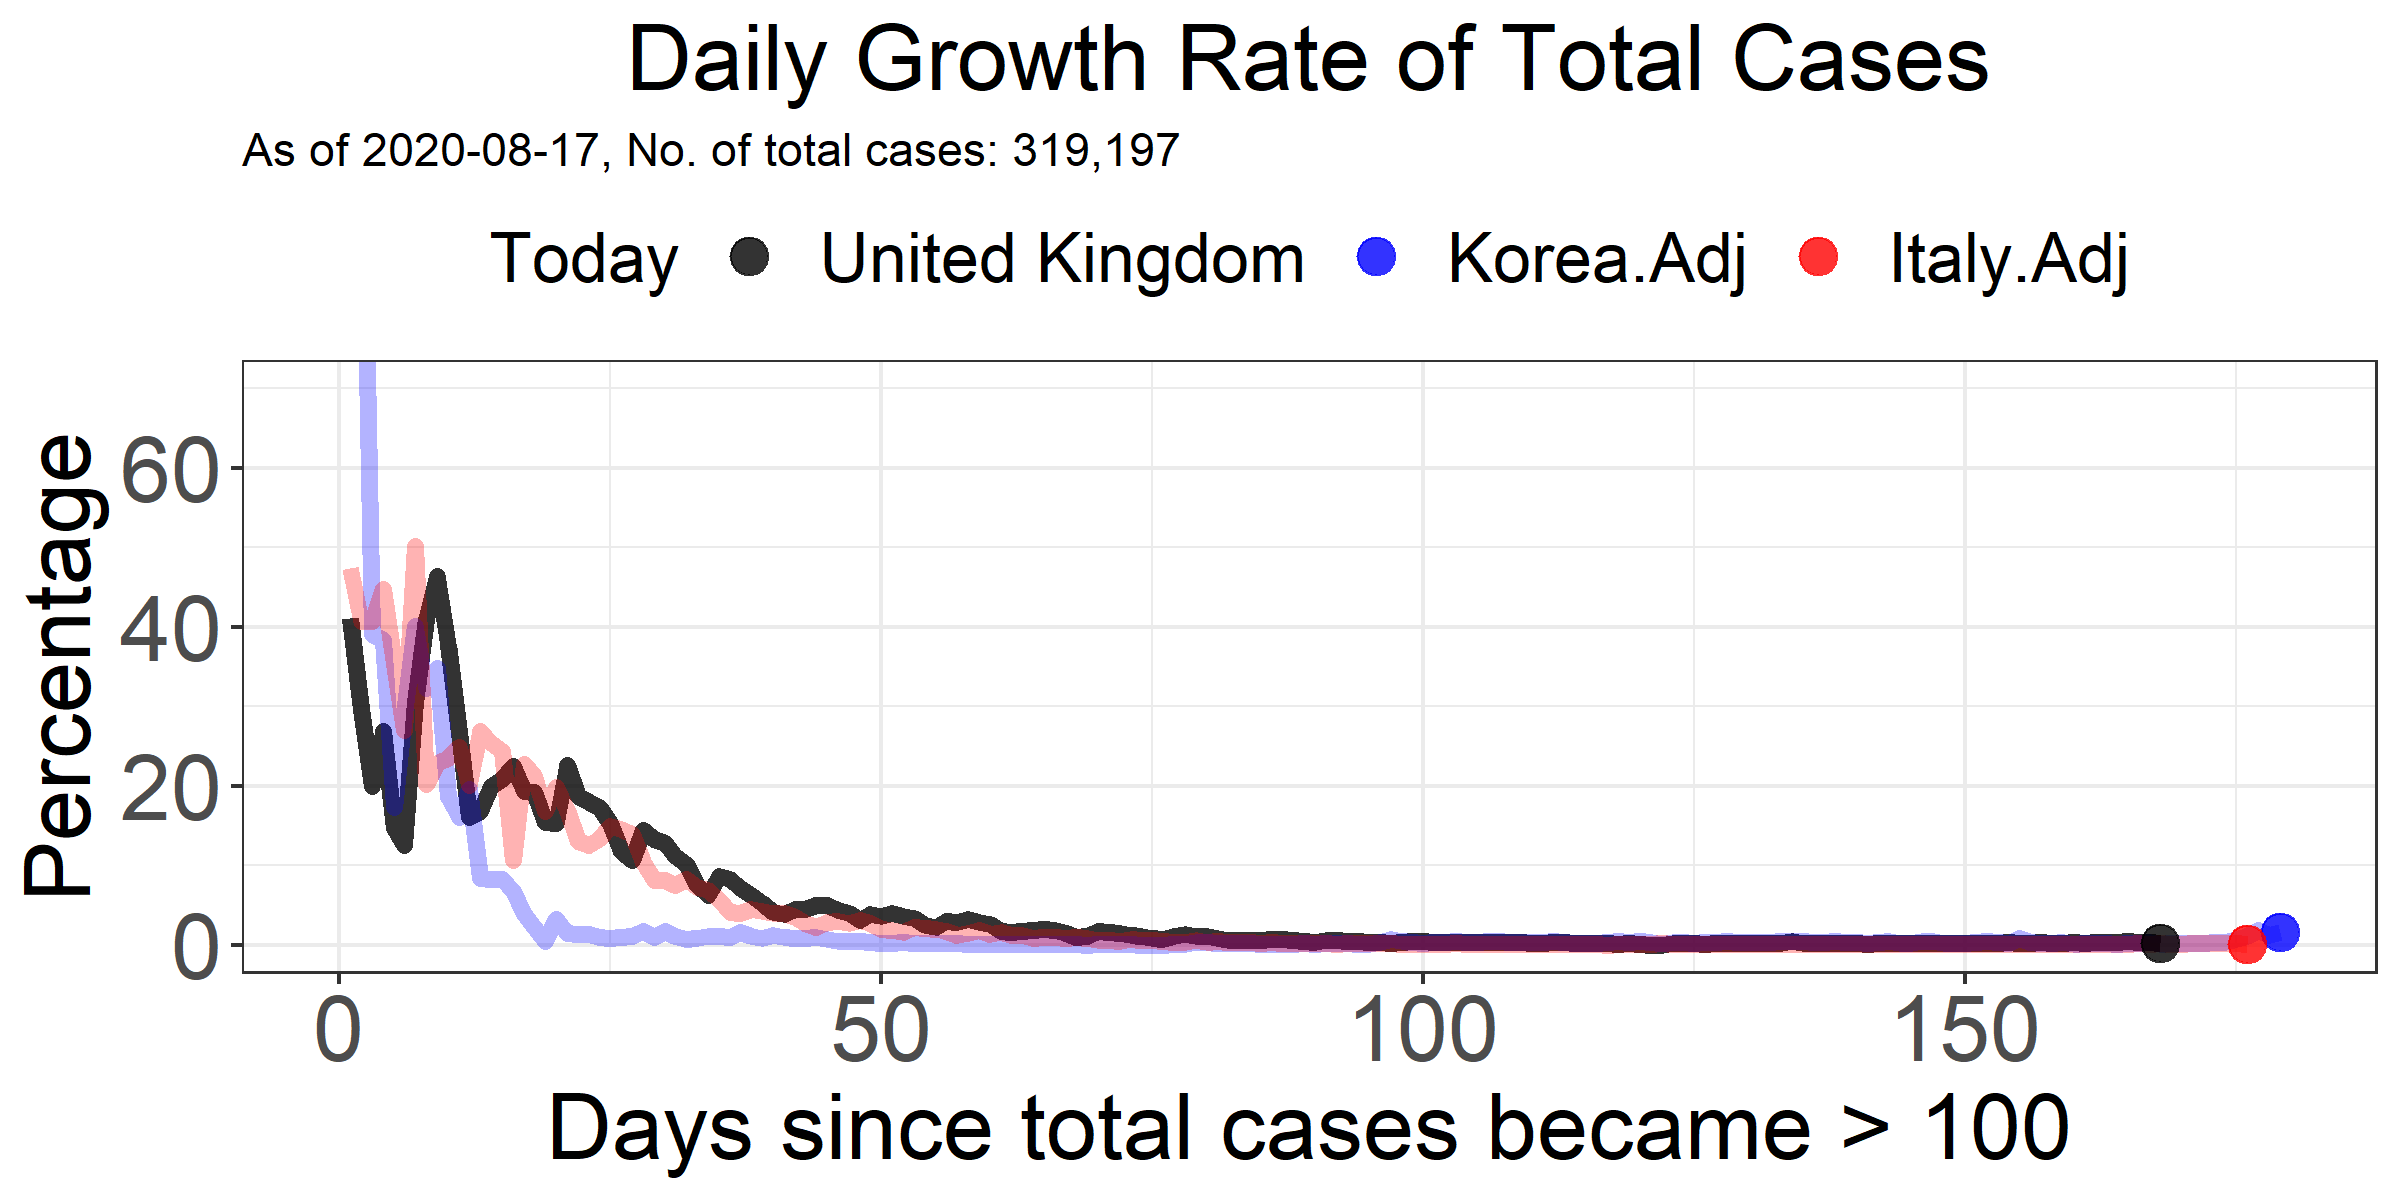 Daily Growth Rate of Total Cases
As of 2020-08-17, No. of total cases: 319,197
Today United Kingdom Korea.Adj Italy.Adj
Percentage
60
40
20
0
0 50 100 150
Days since total cases became > 100